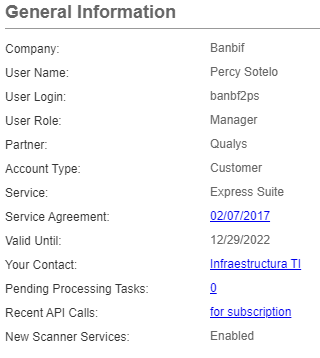 General Information
Company: Banbif
User Name: Percy Sotelo
User Login: banbf2ps
User Role: Manager
Partner: Qualys
Account Type: Customer
Service: Express Suite
Service Agreement: 02/07/2017
Valid Until: 12/29/2022
Your Contact: Infraestructura TI
Pending Processing Tasks: 0
Recent API Calls: for subscription
New Scanner Services: Enabled